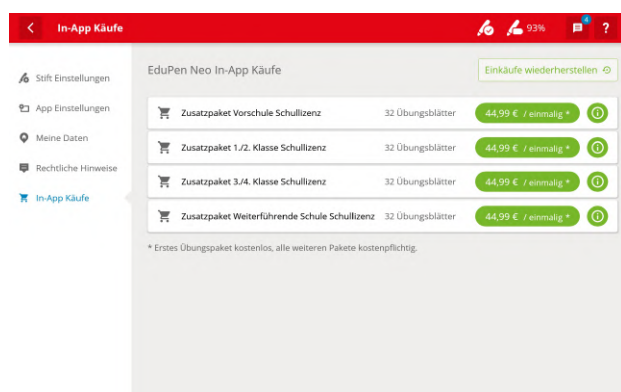 In-App Käufe
93%
4
?
Stift Einstellungen
App Einstellungen
Meine Daten
Rechtliche Hinweise
In-App Käufe
EduPen Neo In-App Käufe
Einkäufe wiederherstellen
Zusatzpaket Vorschule Schullizenz 32 Übungsblätter 44,99 € / einmalig *
Zusatzpaket 1./2. Klasse Schullizenz 32 Übungsblätter 44,99 € / einmalig *
Zusatzpaket 3./4. Klasse Schullizenz 32 Übungsblätter 44,99 € / einmalig *
Zusatzpaket Weiterführende Schule Schullizenz 32 Übungsblätter 44,99 € / einmalig *
* Erstes Übungspaket kostenlos, alle weiteren Pakete kostenpflichtig.